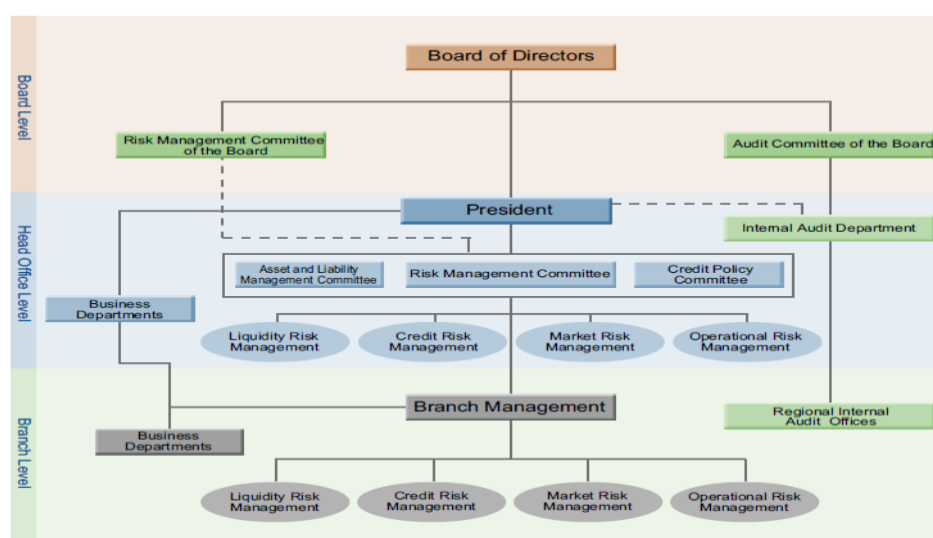 Board Level
Board of Directors
Risk Management Committee
of the Board
Audit Committee of the Board
Head Office Level
President
Internal Audit Department
Asset and Liability
Management Committee
Risk Management Committee
Credit Policy
Committee
Business
Departments
Liquidity Risk
Management
Credit Risk
Management
Market Risk
Management
Operational Risk
Management
Branch Level
Branch Management
Regional Internal
Audit Offices
Business
Departments
Liquidity Risk
Management
Credit Risk
Management
Market Risk
Management
Operational Risk
Management